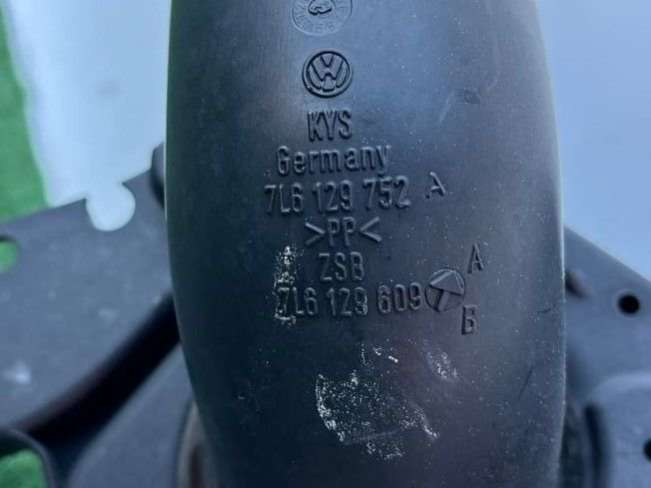 KYS
Germany
7L6 129 752 A
>PP<
ZSB
7L6 129 609 A
B